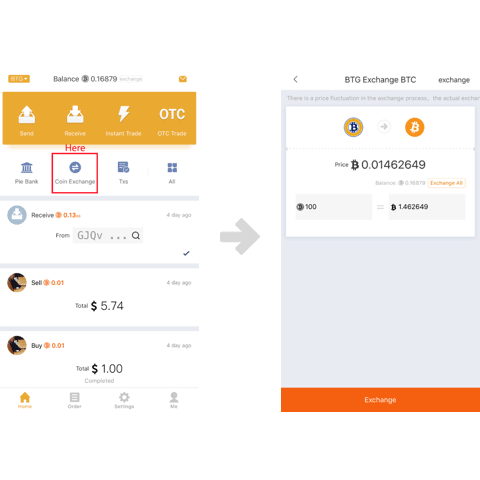 BTG
Balance 0.16879 exchange
Send
Receive
Instant Trade
OTC
OTC Trade
Here
Pie Bank
Coin Exchange
Txs
All
Receive 0.13
4 day ago
From GJQv ...
Sell 0.01
4 day ago
Total $ 5.74
Buy 0.01
4 day ago
Total $ 1.00
Completed
Home
Order
Settings
Me
BTG Exchange BTC
exchange
There is a price fluctuation in the exchange process, the actual exchan
Price 0.01462649
Balance: 0.16879 Exchange All
100 = 1.462649
Exchange